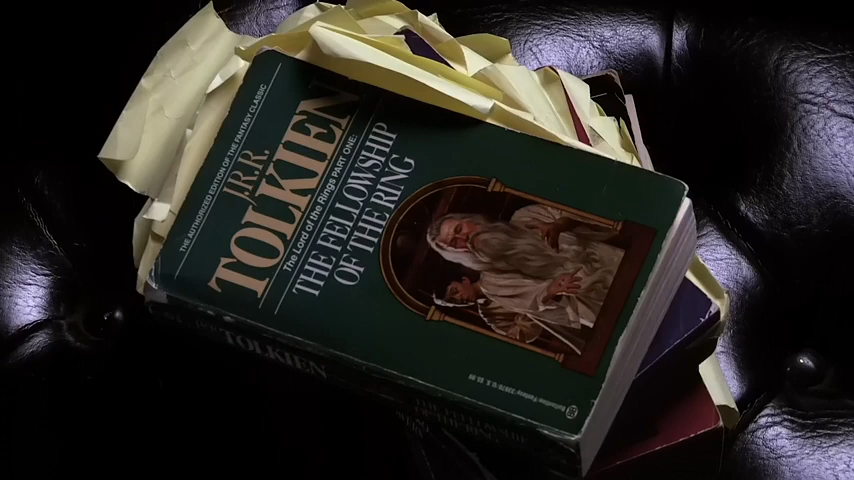 THE AUTHORIZED EDITION OF THE FANTASY CLASSIC
J.R.R.
TOLKIEN
The Lord of the Rings PART ONE:
THE FELLOWSHIP
OF THE RING
TOLKIEN